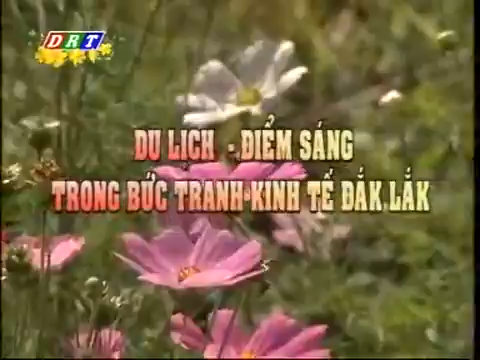 DRT
DU LỊCH - ĐIỂM SÁNG
TRONG BỨC TRANH KINH TẾ ĐẮK LẮK